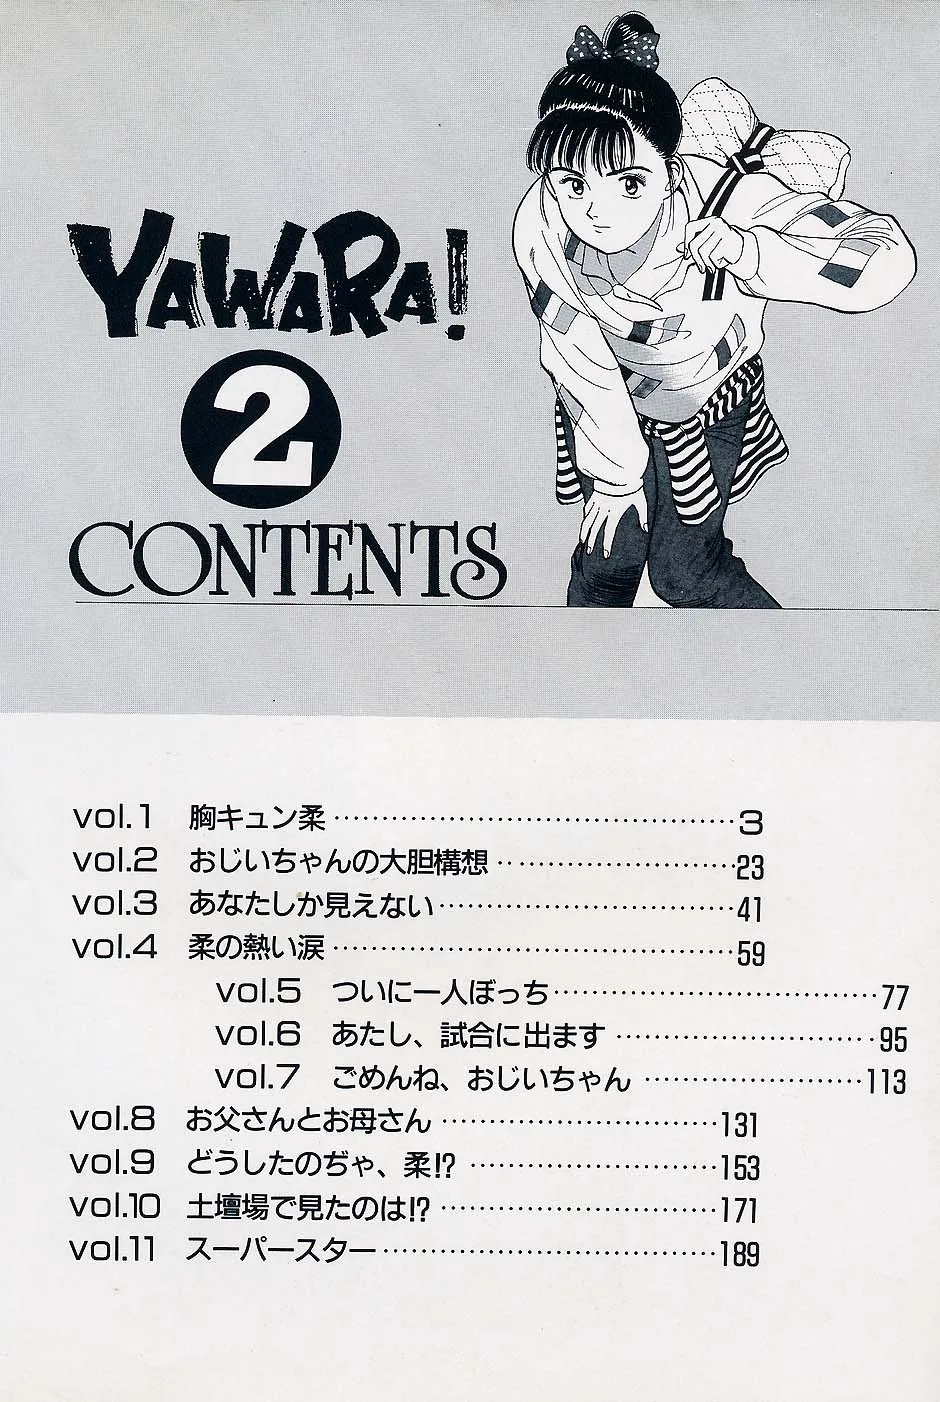 YAWARA!
2
CONTENTS
vol.1 胸キュン柔……………………………………3
vol.2 おじいちゃんの大胆構想……………………23
vol.3 あなたしか見えない…………………………41
vol.4 柔の熱い涙……………………………………59
vol.5 ついに一人ぼっち……………………………77
vol.6 あたし、試合に出ます………………………95
vol.7 ごめんね、おじいちゃん……………………113
vol.8 お父さんとお母さん…………………………131
vol.9 どうしたのぢゃ、柔!?………………………153
vol.10 土壇場で見たのは!?…………………………171
vol.11 スーパースター………………………………189